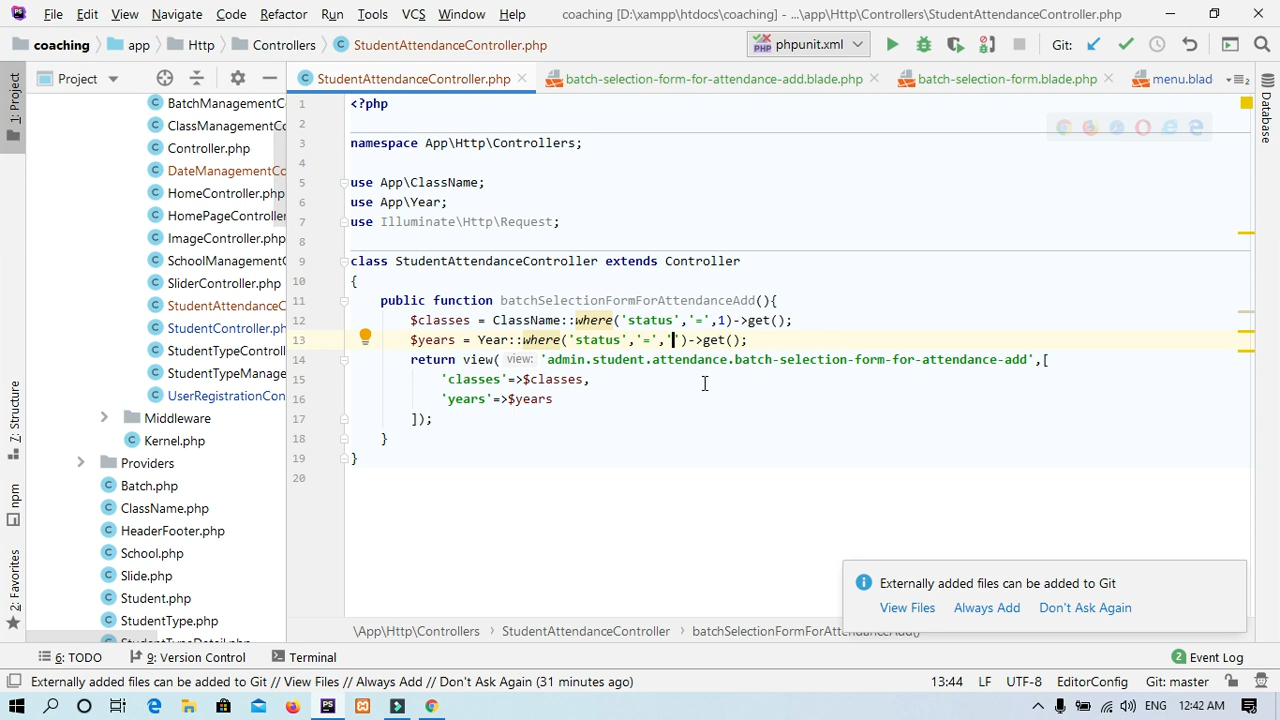 File Edit View Navigate Code Refactor Run Tools VCS Window Help coaching [D:\xampp\htdocs\coaching] - ...\app\Http\Controllers\StudentAttendanceController.php
coaching app Http Controllers StudentAttendanceController.php phpunit.xml Git:
Project StudentAttendanceController.php batch-selection-form-for-attendance-add.blade.php batch-selection-form.blade.php menu.blad
1: Project
Z: Structure
npm
2: Favorites
Database
BatchManagementC
ClassManagementCo
Controller.php
DateManagementCo
HomeController.php
HomePageController
ImageController.php
SchoolManagementC
SliderController.php
StudentAttendanceC
StudentController.ph
StudentTypeManage
UserRegistrationCon
Middleware
Kernel.php
Providers
Batch.php
ClassName.php
HeaderFooter.php
School.php
Slide.php
Student.php
StudentType.php
StudentTypeDetail.php
1 <?php
2
3 namespace App\Http\Controllers;
4
5 use App\ClassName;
6 use App\Year;
7 use Illuminate\Http\Request;
8
9 class StudentAttendanceController extends Controller
10 {
11 public function batchSelectionFormForAttendanceAdd(){
12 $classes = ClassName::where('status','=',1)->get();
13 $years = Year::where('status','=','')->get();
14 return view( view: 'admin.student.attendance.batch-selection-form-for-attendance-add',[
15 'classes'=>$classes,
16 'years'=>$years
17 ]);
18 }
19 }
20
Externally added files can be added to Git
View Files Always Add Don't Ask Again
\App\Http\Controllers StudentAttendanceController batchSelectionFormForAttendanceAdd()
6: TODO 9: Version Control Terminal 2 Event Log
Externally added files can be added to Git // View Files // Always Add // Don't Ask Again (31 minutes ago) 13:44 LF UTF-8 EditorConfig Git: master
ENG 12:42 AM